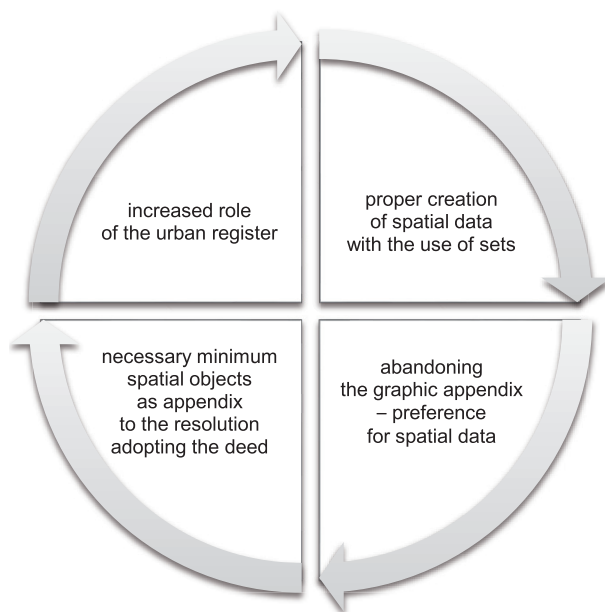 increased role
of the urban register
proper creation
of spatial data
with the use of sets
necessary minimum
spatial objects
as appendix
to the resolution
adopting the deed
abandoning
the graphic appendix
– preference
for spatial data